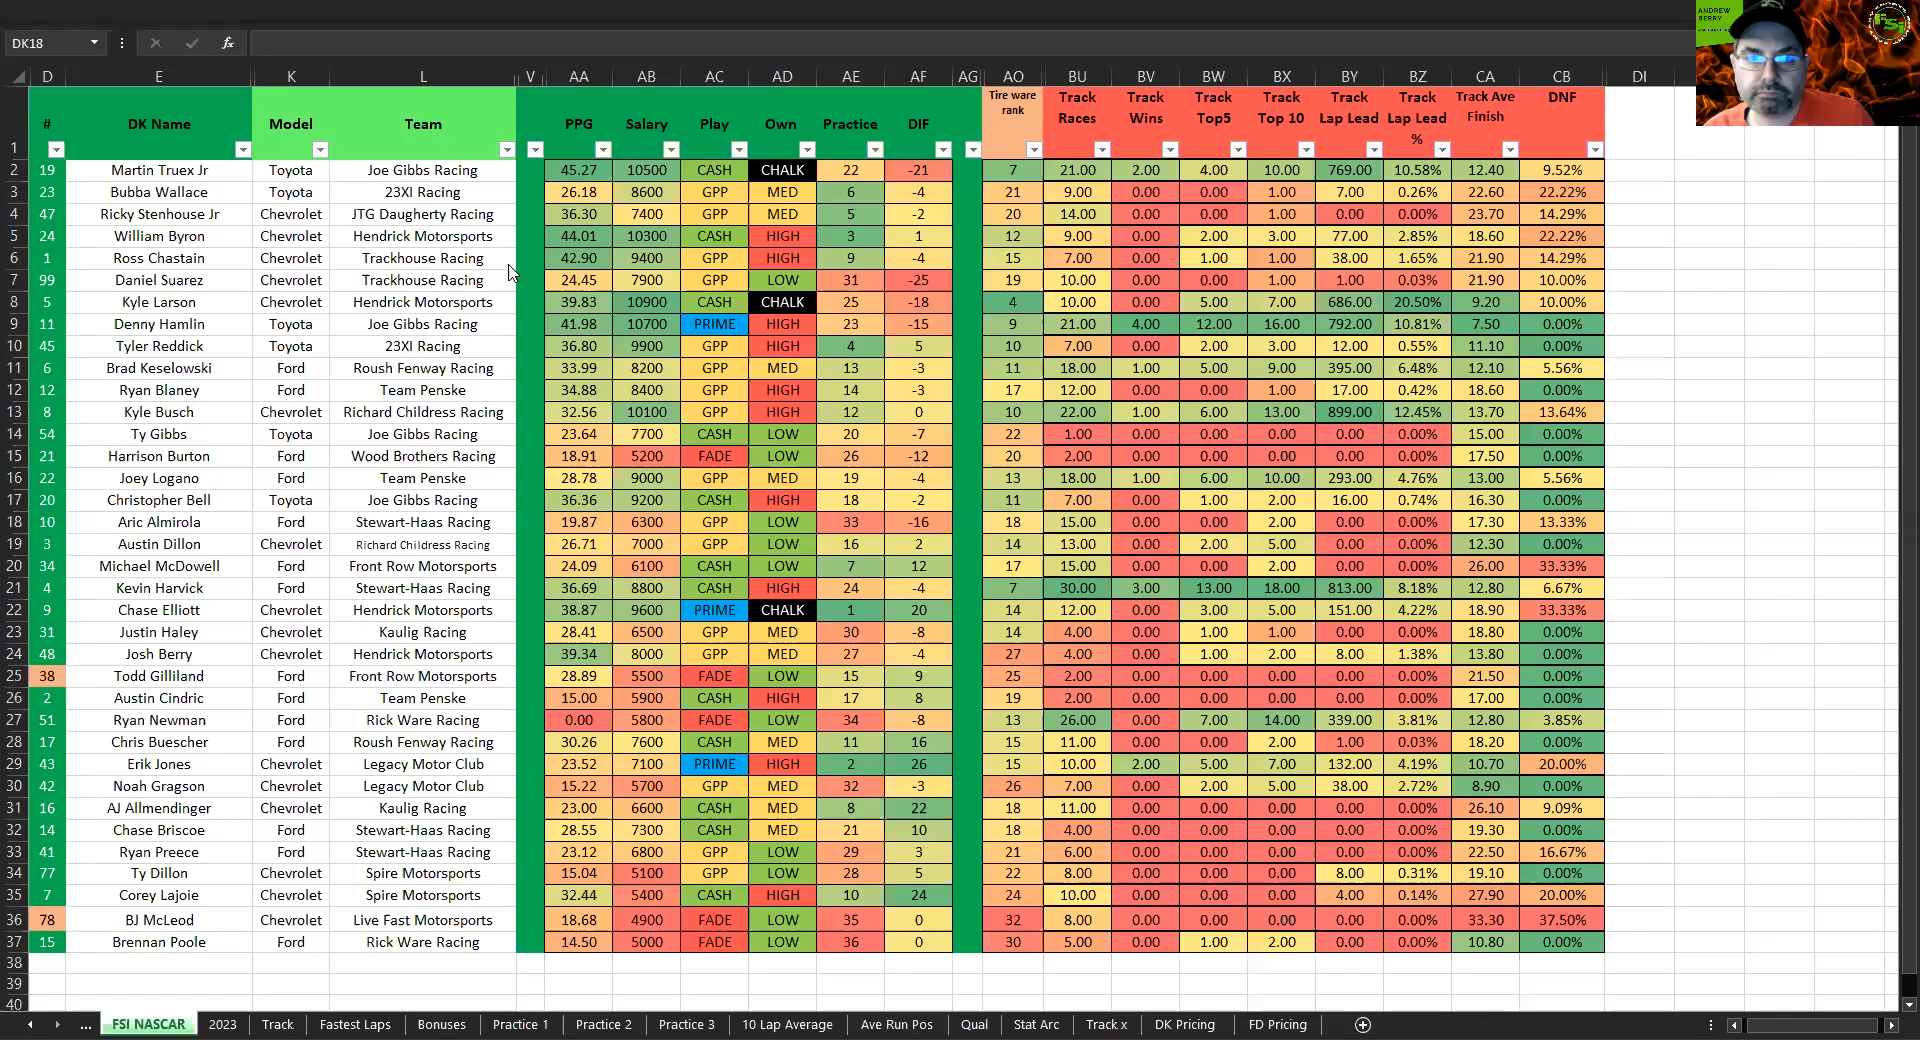 ANDREW
BERRY
FSI
DK18 fx
D E K L V AA AB AC AD AE AF AG AO BU BV BW BX BY BZ CA CB DI
1 # DK Name Model Team PPG Salary Play Own Practice DIF Tire ware rank Track Races Track Wins Track Top5 Track Top 10 Track Lap Lead Track Lap Lead % Track Ave Finish DNF
2 19 Martin Truex Jr Toyota Joe Gibbs Racing 45.27 10500 CASH CHALK 22 -21 7 21.00 2.00 4.00 10.00 769.00 10.58% 12.40 9.52%
3 23 Bubba Wallace Toyota 23XI Racing 26.18 8600 GPP MED 6 -4 21 9.00 0.00 0.00 1.00 7.00 0.26% 22.60 22.22%
4 47 Ricky Stenhouse Jr Chevrolet JTG Daugherty Racing 36.30 7400 GPP MED 5 -2 20 14.00 0.00 0.00 1.00 0.00 0.00% 23.70 14.29%
5 24 William Byron Chevrolet Hendrick Motorsports 44.01 10300 CASH HIGH 3 1 12 9.00 0.00 2.00 3.00 77.00 2.85% 18.60 22.22%
6 1 Ross Chastain Chevrolet Trackhouse Racing 42.90 9400 GPP HIGH 9 -4 15 7.00 0.00 1.00 1.00 38.00 1.65% 21.90 14.29%
7 99 Daniel Suarez Chevrolet Trackhouse Racing 24.45 7900 GPP LOW 31 -25 19 10.00 0.00 0.00 1.00 1.00 0.03% 21.90 10.00%
8 5 Kyle Larson Chevrolet Hendrick Motorsports 39.83 10900 CASH CHALK 25 -18 4 10.00 0.00 5.00 7.00 686.00 20.50% 9.20 10.00%
9 11 Denny Hamlin Toyota Joe Gibbs Racing 41.98 10700 PRIME HIGH 23 -15 9 21.00 4.00 12.00 16.00 792.00 10.81% 7.50 0.00%
10 45 Tyler Reddick Toyota 23XI Racing 36.80 9900 GPP HIGH 4 5 10 7.00 0.00 2.00 3.00 12.00 0.55% 11.10 0.00%
11 6 Brad Keselowski Ford Roush Fenway Racing 33.99 8200 GPP MED 13 -3 11 18.00 1.00 5.00 9.00 395.00 6.48% 12.10 5.56%
12 12 Ryan Blaney Ford Team Penske 34.88 8400 GPP HIGH 14 -3 17 12.00 0.00 0.00 1.00 17.00 0.42% 18.60 0.00%
13 8 Kyle Busch Chevrolet Richard Childress Racing 32.56 10100 GPP HIGH 12 0 10 22.00 1.00 6.00 13.00 899.00 12.45% 13.70 13.64%
14 54 Ty Gibbs Toyota Joe Gibbs Racing 23.64 7700 CASH LOW 20 -7 22 1.00 0.00 0.00 0.00 0.00 0.00% 15.00 0.00%
15 21 Harrison Burton Ford Wood Brothers Racing 18.91 5200 FADE LOW 26 -12 20 2.00 0.00 0.00 0.00 0.00 0.00% 17.50 0.00%
16 22 Joey Logano Ford Team Penske 28.78 9000 GPP MED 19 -4 13 18.00 1.00 6.00 10.00 293.00 4.76% 13.00 5.56%
17 20 Christopher Bell Toyota Joe Gibbs Racing 36.36 9200 CASH HIGH 18 -2 11 7.00 0.00 1.00 2.00 16.00 0.74% 16.30 0.00%
18 10 Aric Almirola Ford Stewart-Haas Racing 19.87 6300 GPP LOW 33 -16 18 15.00 0.00 0.00 2.00 0.00 0.00% 17.30 13.33%
19 3 Austin Dillon Chevrolet Richard Childress Racing 26.71 7000 GPP LOW 16 2 14 13.00 0.00 2.00 5.00 0.00 0.00% 12.30 0.00%
20 34 Michael McDowell Ford Front Row Motorsports 24.09 6100 CASH LOW 7 12 17 15.00 0.00 0.00 2.00 0.00 0.00% 26.00 33.33%
21 4 Kevin Harvick Ford Stewart-Haas Racing 36.69 8800 CASH HIGH 24 -4 7 30.00 3.00 13.00 18.00 813.00 8.18% 12.80 6.67%
22 9 Chase Elliott Chevrolet Hendrick Motorsports 38.87 9600 PRIME CHALK 1 20 14 12.00 0.00 3.00 5.00 151.00 4.22% 18.90 33.33%
23 31 Justin Haley Chevrolet Kaulig Racing 28.41 6500 GPP MED 30 -8 14 4.00 0.00 1.00 1.00 0.00 0.00% 18.80 0.00%
24 48 Josh Berry Chevrolet Hendrick Motorsports 39.34 8000 GPP MED 27 -4 27 4.00 0.00 1.00 2.00 8.00 1.38% 13.80 0.00%
25 38 Todd Gilliland Ford Front Row Motorsports 28.89 5500 FADE LOW 15 9 25 2.00 0.00 0.00 0.00 0.00 0.00% 21.50 0.00%
26 2 Austin Cindric Ford Team Penske 15.00 5900 CASH HIGH 17 8 19 2.00 0.00 0.00 0.00 0.00 0.00% 17.00 0.00%
27 51 Ryan Newman Ford Rick Ware Racing 0.00 5800 FADE LOW 34 -8 13 26.00 0.00 7.00 14.00 339.00 3.81% 12.80 3.85%
28 17 Chris Buescher Ford Roush Fenway Racing 30.26 7600 CASH MED 11 16 15 11.00 0.00 0.00 2.00 1.00 0.03% 18.20 0.00%
29 43 Erik Jones Chevrolet Legacy Motor Club 23.52 7100 PRIME HIGH 2 26 15 10.00 2.00 5.00 7.00 132.00 4.19% 10.70 20.00%
30 42 Noah Gragson Chevrolet Legacy Motor Club 15.22 5700 GPP MED 32 -3 26 7.00 0.00 2.00 5.00 38.00 2.72% 8.90 0.00%
31 16 AJ Allmendinger Chevrolet Kaulig Racing 23.00 6600 CASH MED 8 22 18 11.00 0.00 0.00 0.00 0.00 0.00% 26.10 9.09%
32 14 Chase Briscoe Ford Stewart-Haas Racing 28.55 7300 CASH MED 21 10 18 4.00 0.00 0.00 0.00 0.00 0.00% 19.30 0.00%
33 41 Ryan Preece Ford Stewart-Haas Racing 23.12 6800 GPP LOW 29 3 21 6.00 0.00 0.00 0.00 0.00 0.00% 22.50 16.67%
34 77 Ty Dillon Chevrolet Spire Motorsports 15.04 5100 GPP LOW 28 5 22 8.00 0.00 0.00 0.00 8.00 0.31% 19.10 0.00%
35 7 Corey Lajoie Chevrolet Spire Motorsports 32.44 5400 CASH HIGH 10 24 24 10.00 0.00 0.00 0.00 4.00 0.14% 27.90 20.00%
36 78 BJ McLeod Chevrolet Live Fast Motorsports 18.68 4900 FADE LOW 35 0 32 8.00 0.00 0.00 0.00 0.00 0.00% 33.30 37.50%
37 15 Brennan Poole Ford Rick Ware Racing 14.50 5000 FADE LOW 36 0 30 5.00 0.00 1.00 2.00 0.00 0.00% 10.80 0.00%
38
39
40
... FSI NASCAR 2023 Track Fastest Laps Bonuses Practice 1 Practice 2 Practice 3 10 Lap Average Ave Run Pos Qual Stat Arc Track x DK Pricing FD Pricing